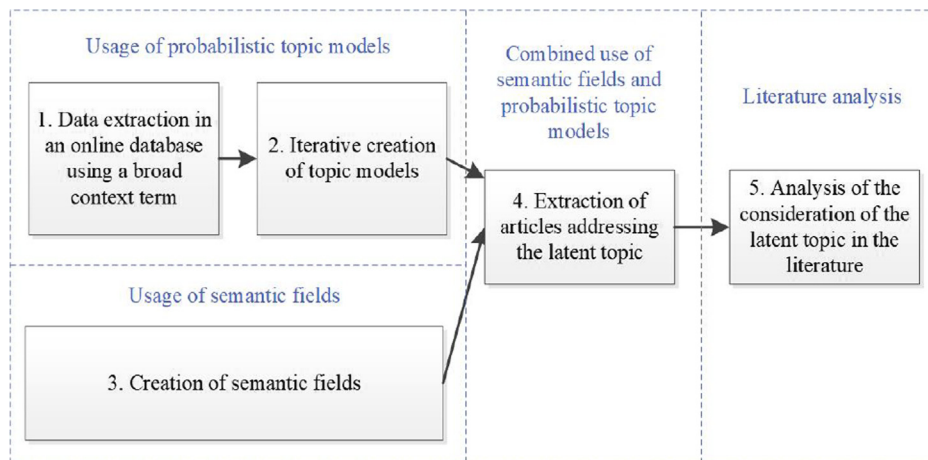 Usage of probabilistic topic models
1. Data extraction in
an online database
using a broad
context term
2. Iterative creation
of topic models
Usage of semantic fields
3. Creation of semantic fields
Combined use of
semantic fields and
probabilistic topic
models
4. Extraction of
articles addressing
the latent topic
Literature analysis
5. Analysis of the
consideration of the
latent topic in the
literature